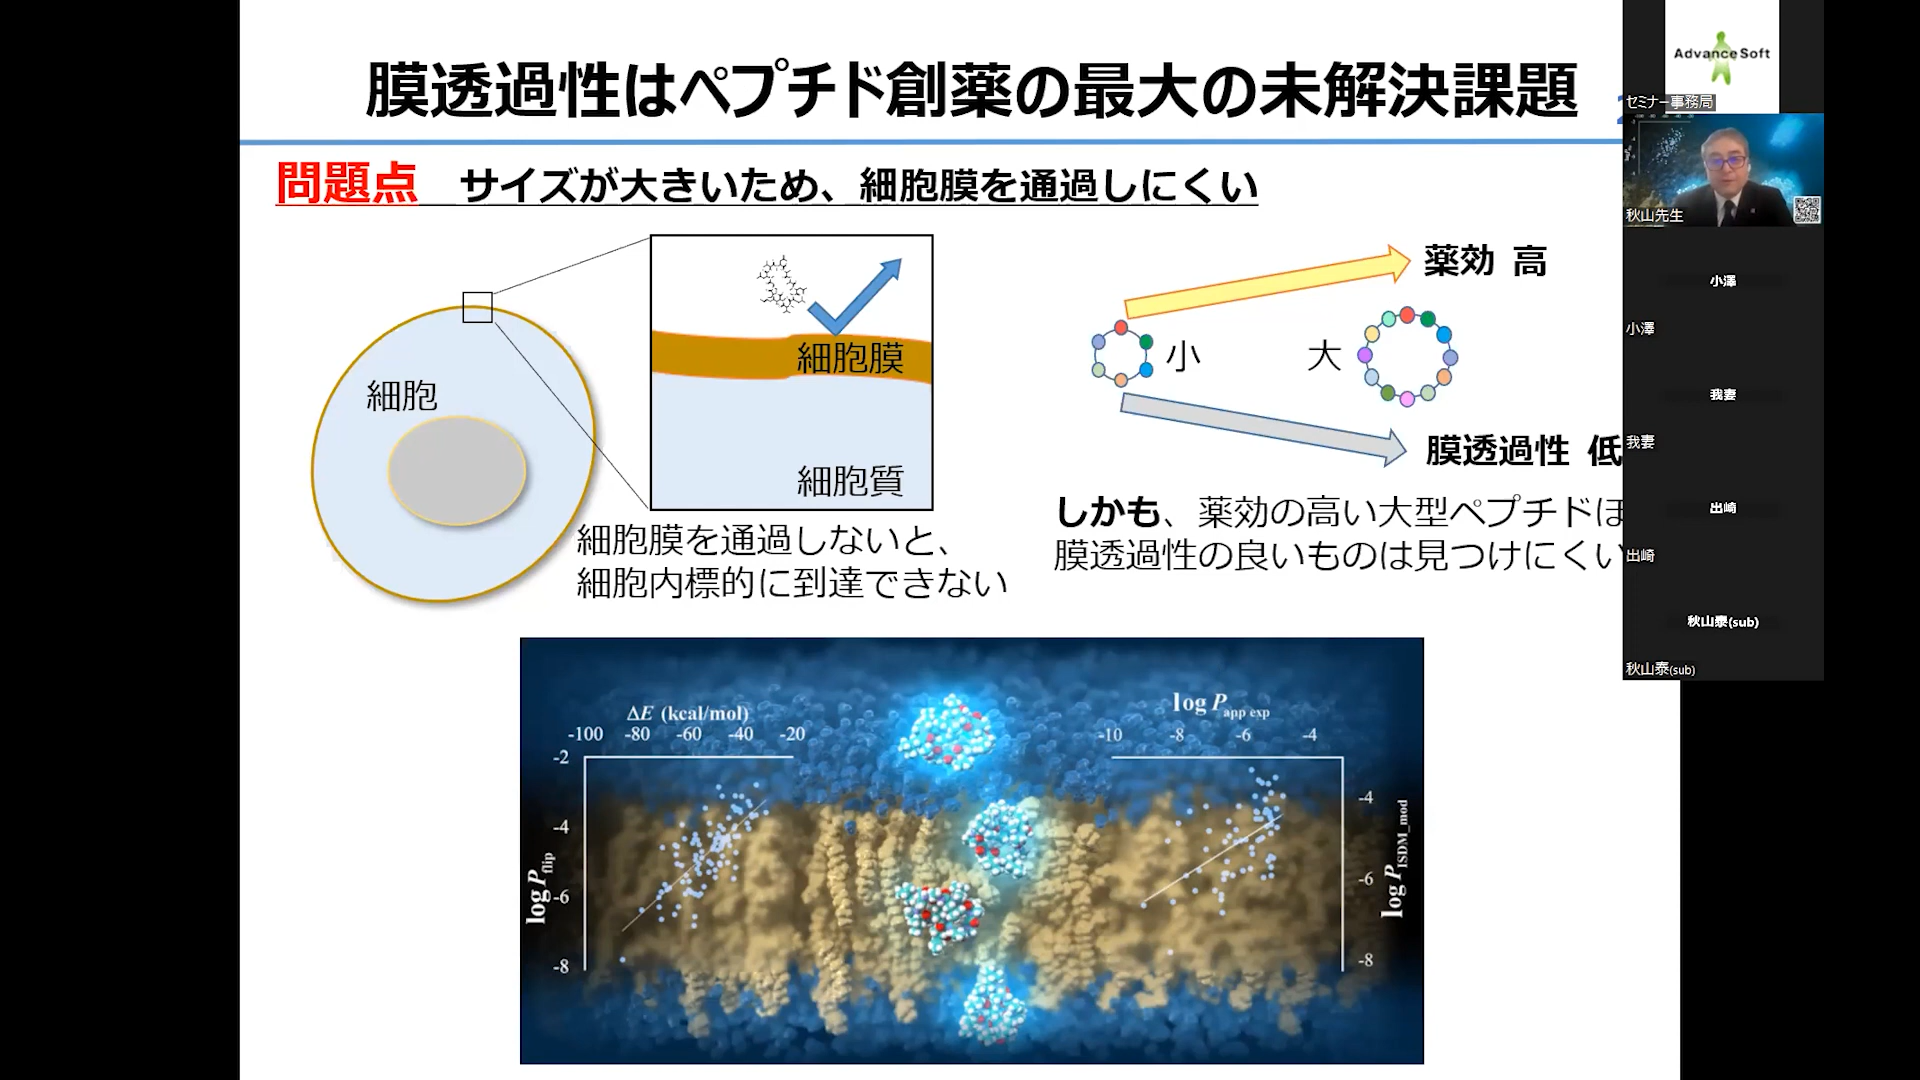 膜透過性はペプチド創薬の最大の未解決課題
問題点 サイズが大きいため、細胞膜を通過しにくい
細胞
細胞膜
細胞質
細胞膜を通過しないと、
細胞内標的に到達できない
薬効 高
小
大
膜透過性 低
しかも、薬効の高い大型ペプチドほ
膜透過性の良いものは見つけにくい
ΔE (kcal/mol)
-100 -80 -60 -40 -20
-2
-4
-6
-8
log Pflip
log Papp exp
-10 -8 -6 -4
-4
-6
-8
log PISDM_mod
AdvanceSoft
セミナー事務局
秋山先生
小澤
小澤
我妻
我妻
出崎
出崎
秋山泰(sub)
秋山泰(sub)